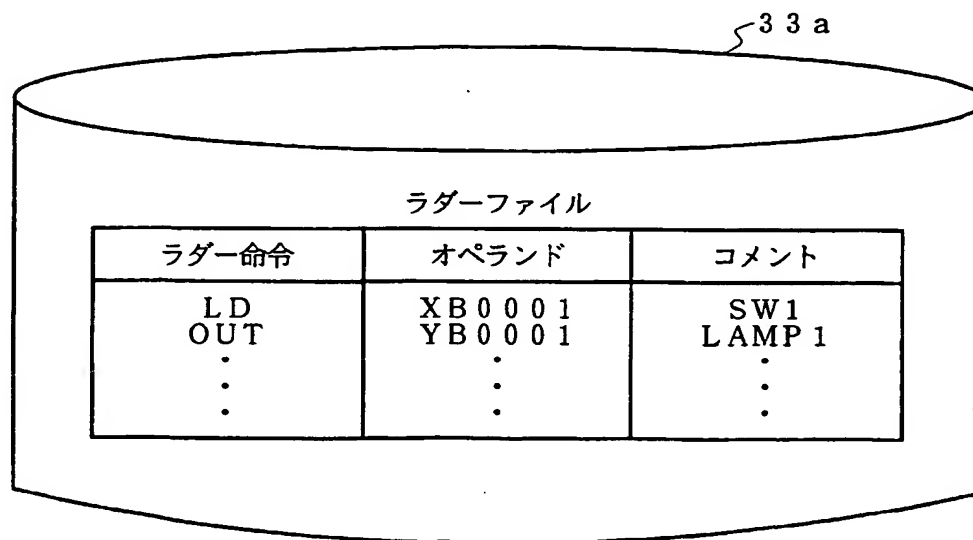 33a
ラダーファイル
ラダー命令 オペランド コメント
LD XB0001 SW1
OUT YB0001 LAMP1